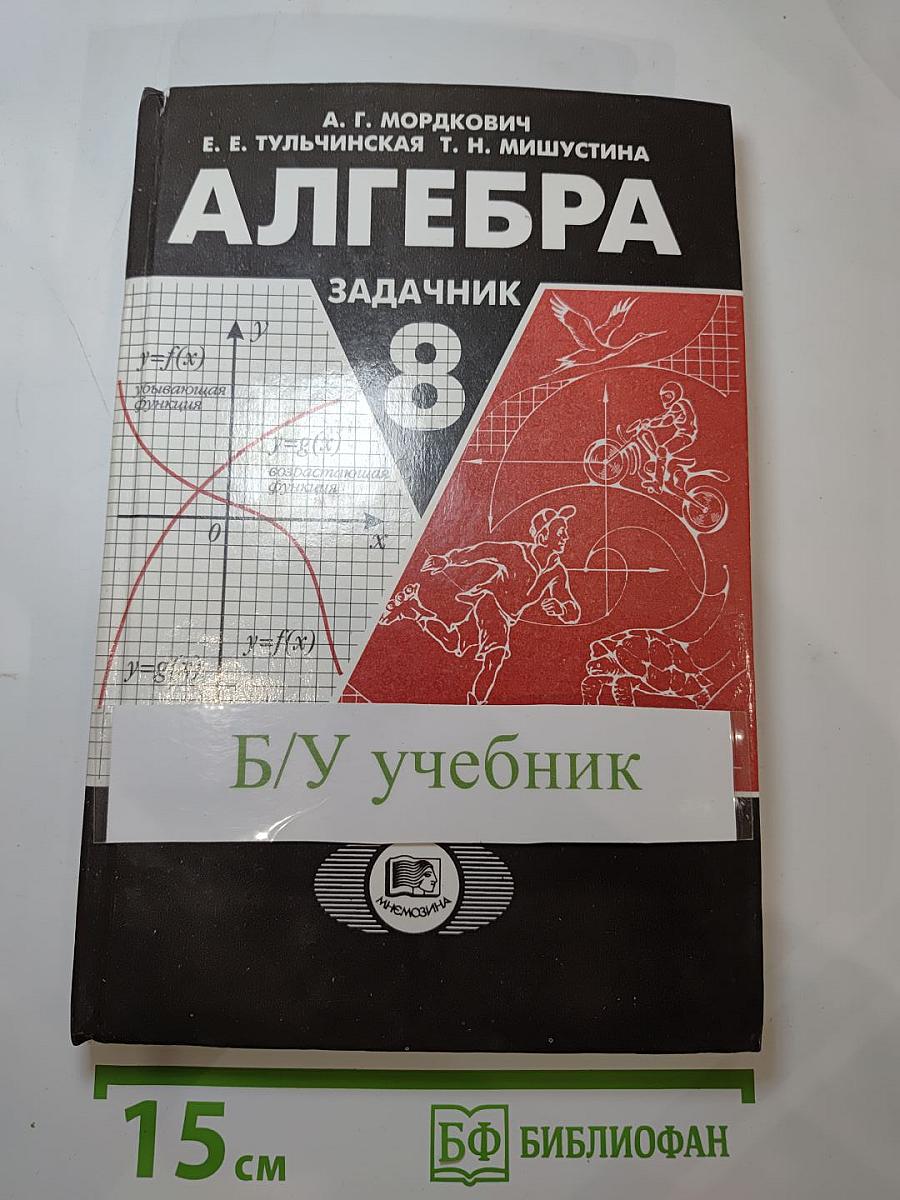 А. Г. МОРДКОВИЧ
Е. Е. ТУЛЬЧИНСКАЯ Т. Н. МИШУСТИНА
АЛГЕБРА
ЗАДАЧНИК
8
y
y=f(x)
убывающая
функция
y=g(x)
возрастающая
функция
0
x
y=f(x)
y=g(x)
Б/У учебник
МНЕМОЗИНА
15 см
БФ БИБЛИОФАН